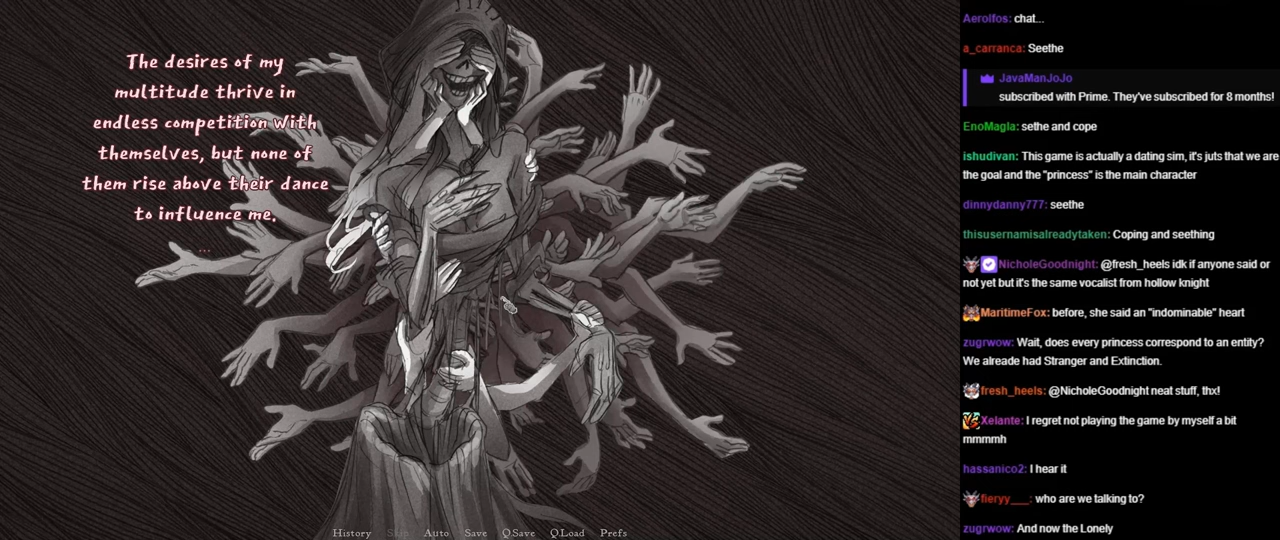 The desires of my
multitude thrive in
endless competition with
themselves, but none of
them rise above their dance
to influence me.
...
History Skip Auto Save QSave QLoad Prefs
Aerolfos: chat...
a_carranca: Seethe
JavaManJoJo
subscribed with Prime. They've subscribed for 8 months!
EnoMagla: sethe and cope
ishudivan: This game is actually a dating sim, it's juts that we are
the goal and the "princess" is the main character
dinnydanny777: seethe
thisusernamisalreadytaken: Coping and seething
NicholeGoodnight: @fresh_heels idk if anyone said or
not yet but it's the same vocalist from hollow knight
MaritimeFox: before, she said an "indominable" heart
zugrwow: Wait, does every princess correspond to an entity?
We alreade had Stranger and Extinction.
fresh_heels: @NicholeGoodnight neat stuff, thx!
Xelante: I regret not playing the game by myself a bit
mmmmh
hassanico2: I hear it
fieryy___: who are we talking to?
zugrwow: And now the Lonely